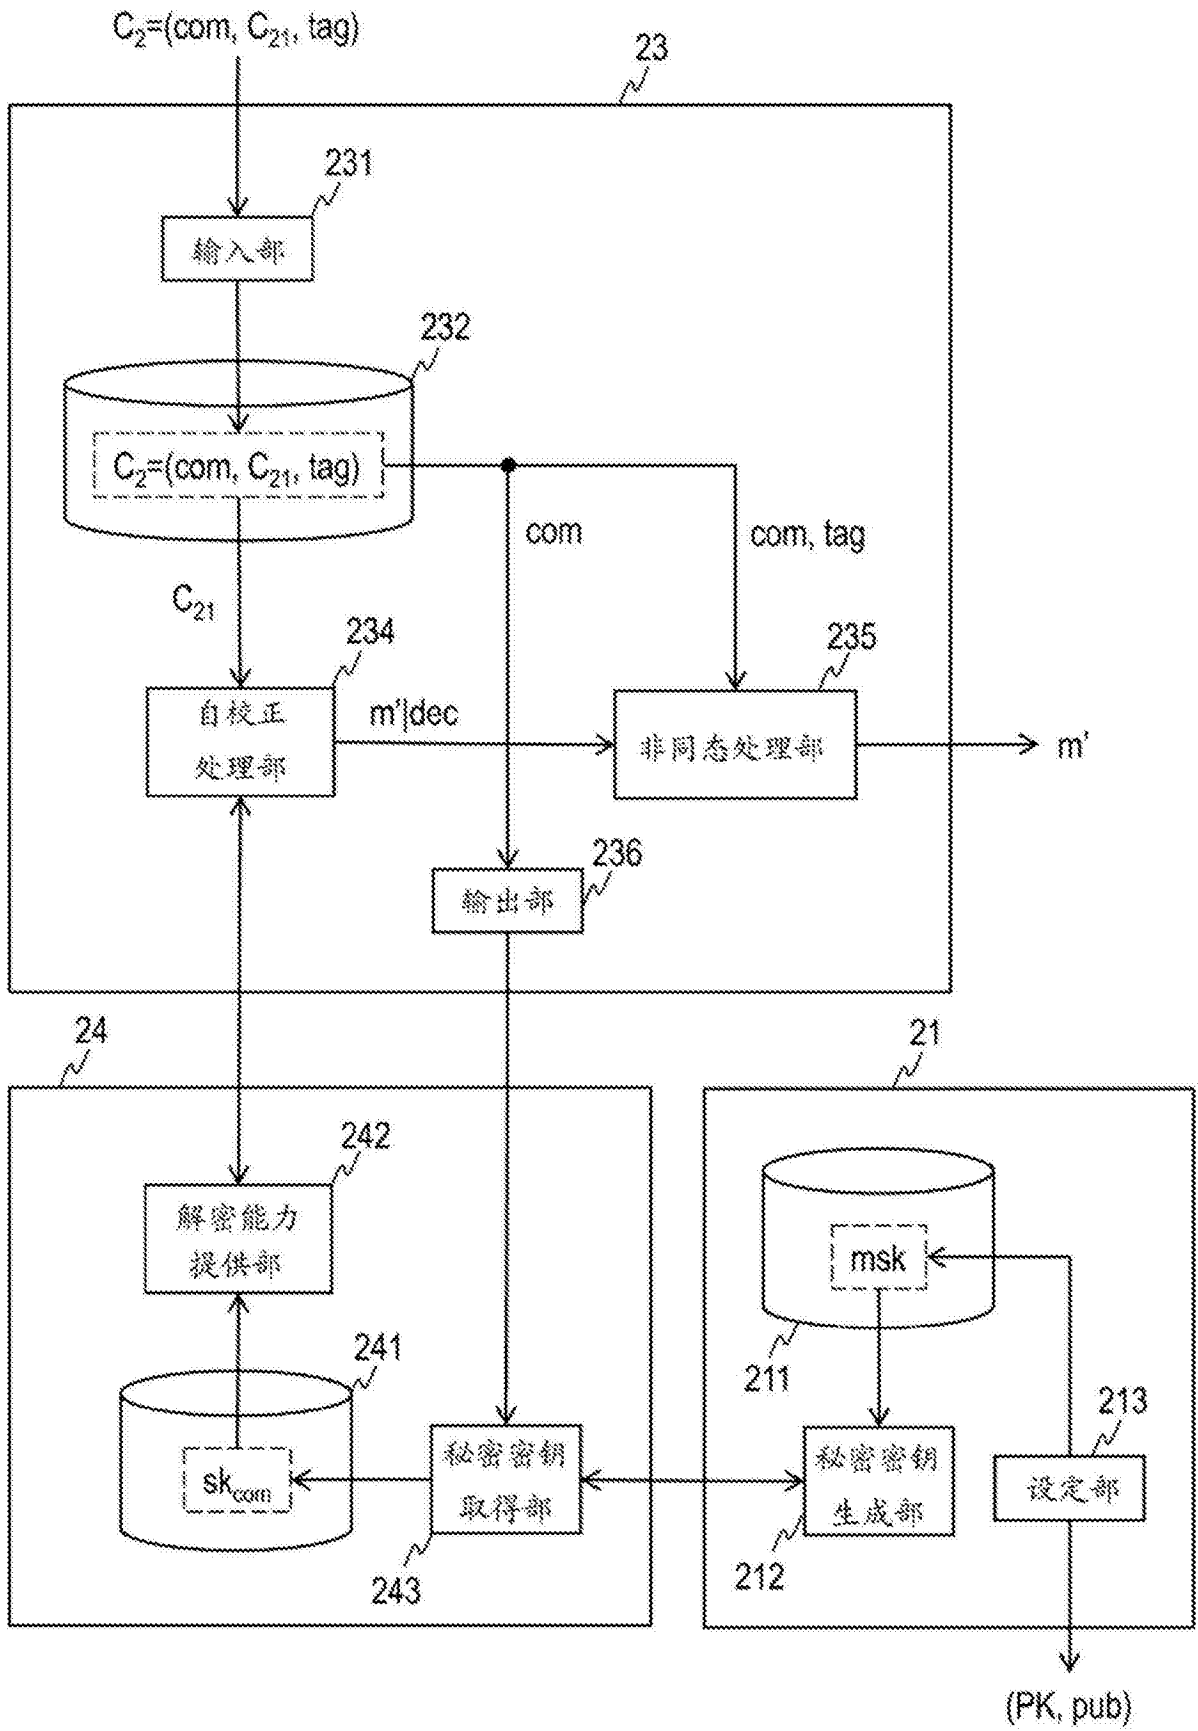 C₂=(com, C₂₁, tag)
23
231
输入部
232
C₂=(com, C₂₁, tag)
com
com, tag
C₂₁
234
235
自校正
处理部
m'|dec
非同态处理部
m'
236
输出部
24
21
242
解密能力
提供部
msk
211
241
213
sk_com
秘密密钥
取得部
秘密密钥
生成部
设定部
243
212
(PK, pub)